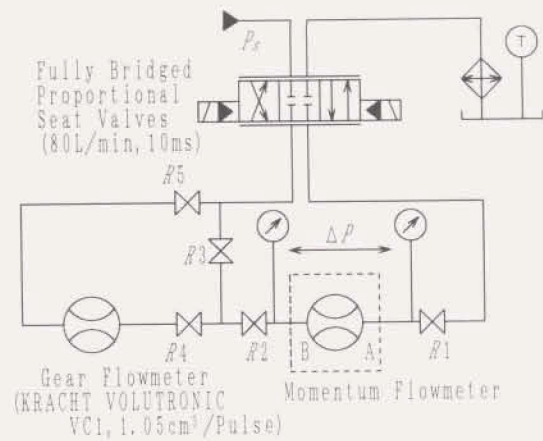 Ps
T
Fully Bridged
Proportional
Seat Valves
(80L/min, 10ms)
R5
R3
ΔP
R4
R2
B
A
R1
Gear Flowmeter
(KRACHT VOLUTRONIC
VC1, 1.05cm³/Pulse)
Momentum Flowmeter